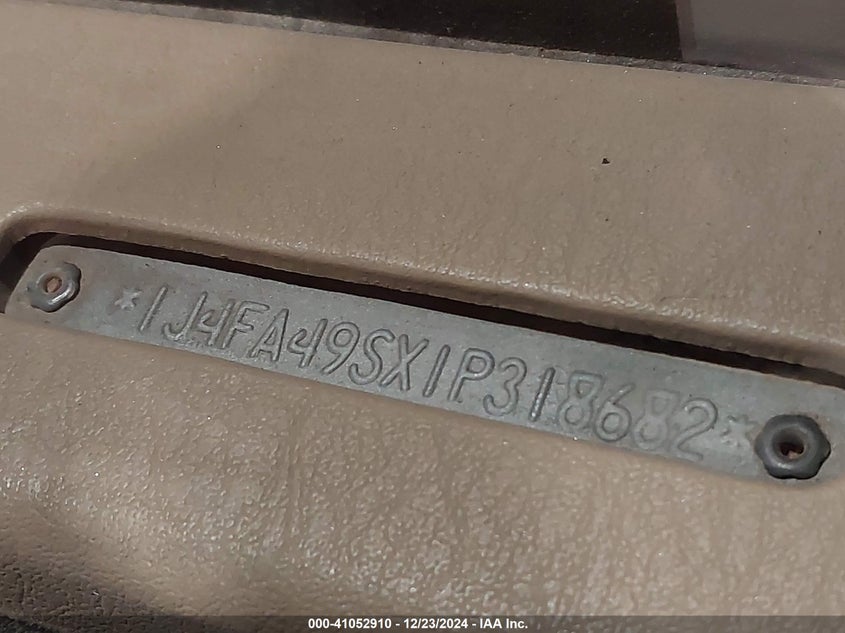 *1J4FA49SX1P318682*
000-41052910 - 12/23/2024 - IAA Inc.